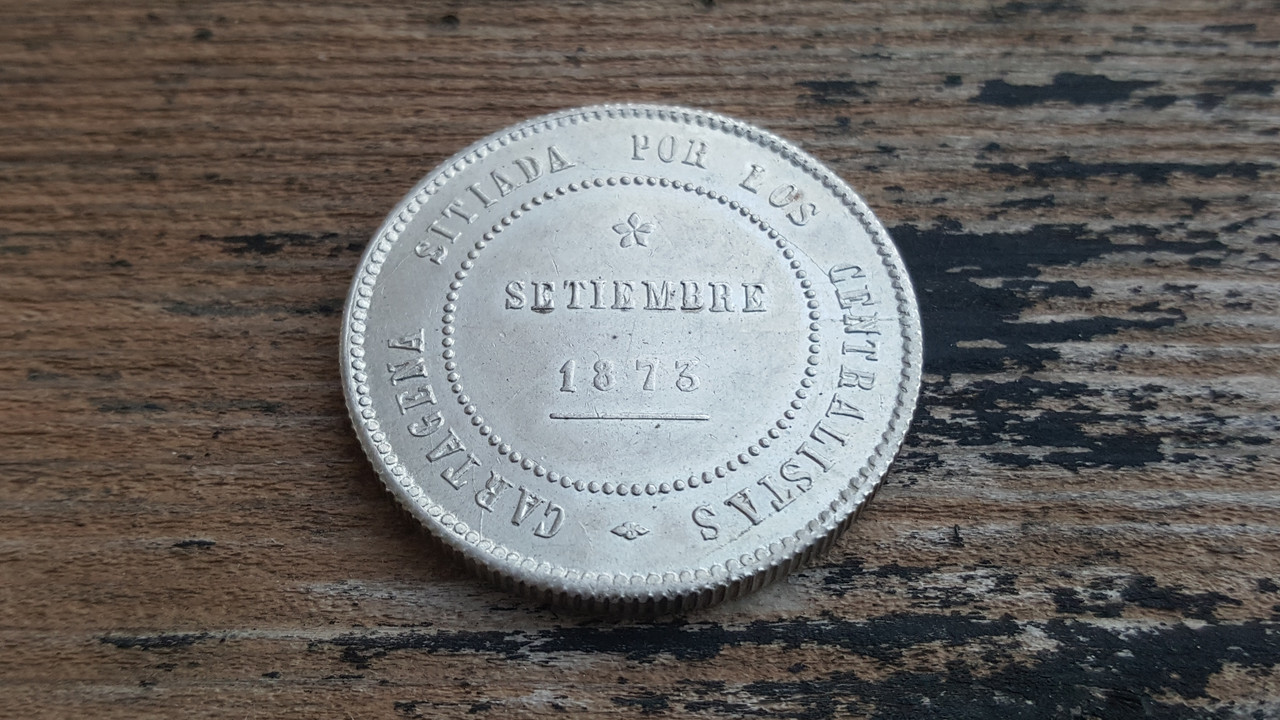 CARTAGENA SITIADA POR LOS CENTRALISTAS
SETIEMBRE
1873